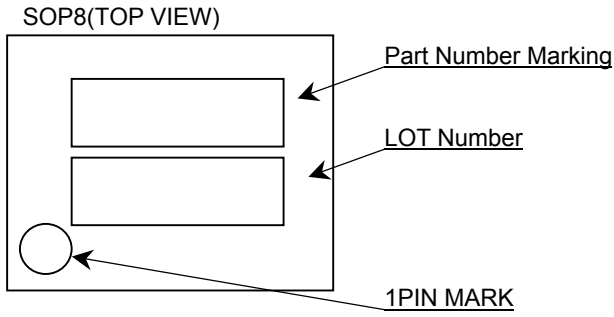 SOP8(TOP VIEW)
Part Number Marking
LOT Number
1PIN MARK